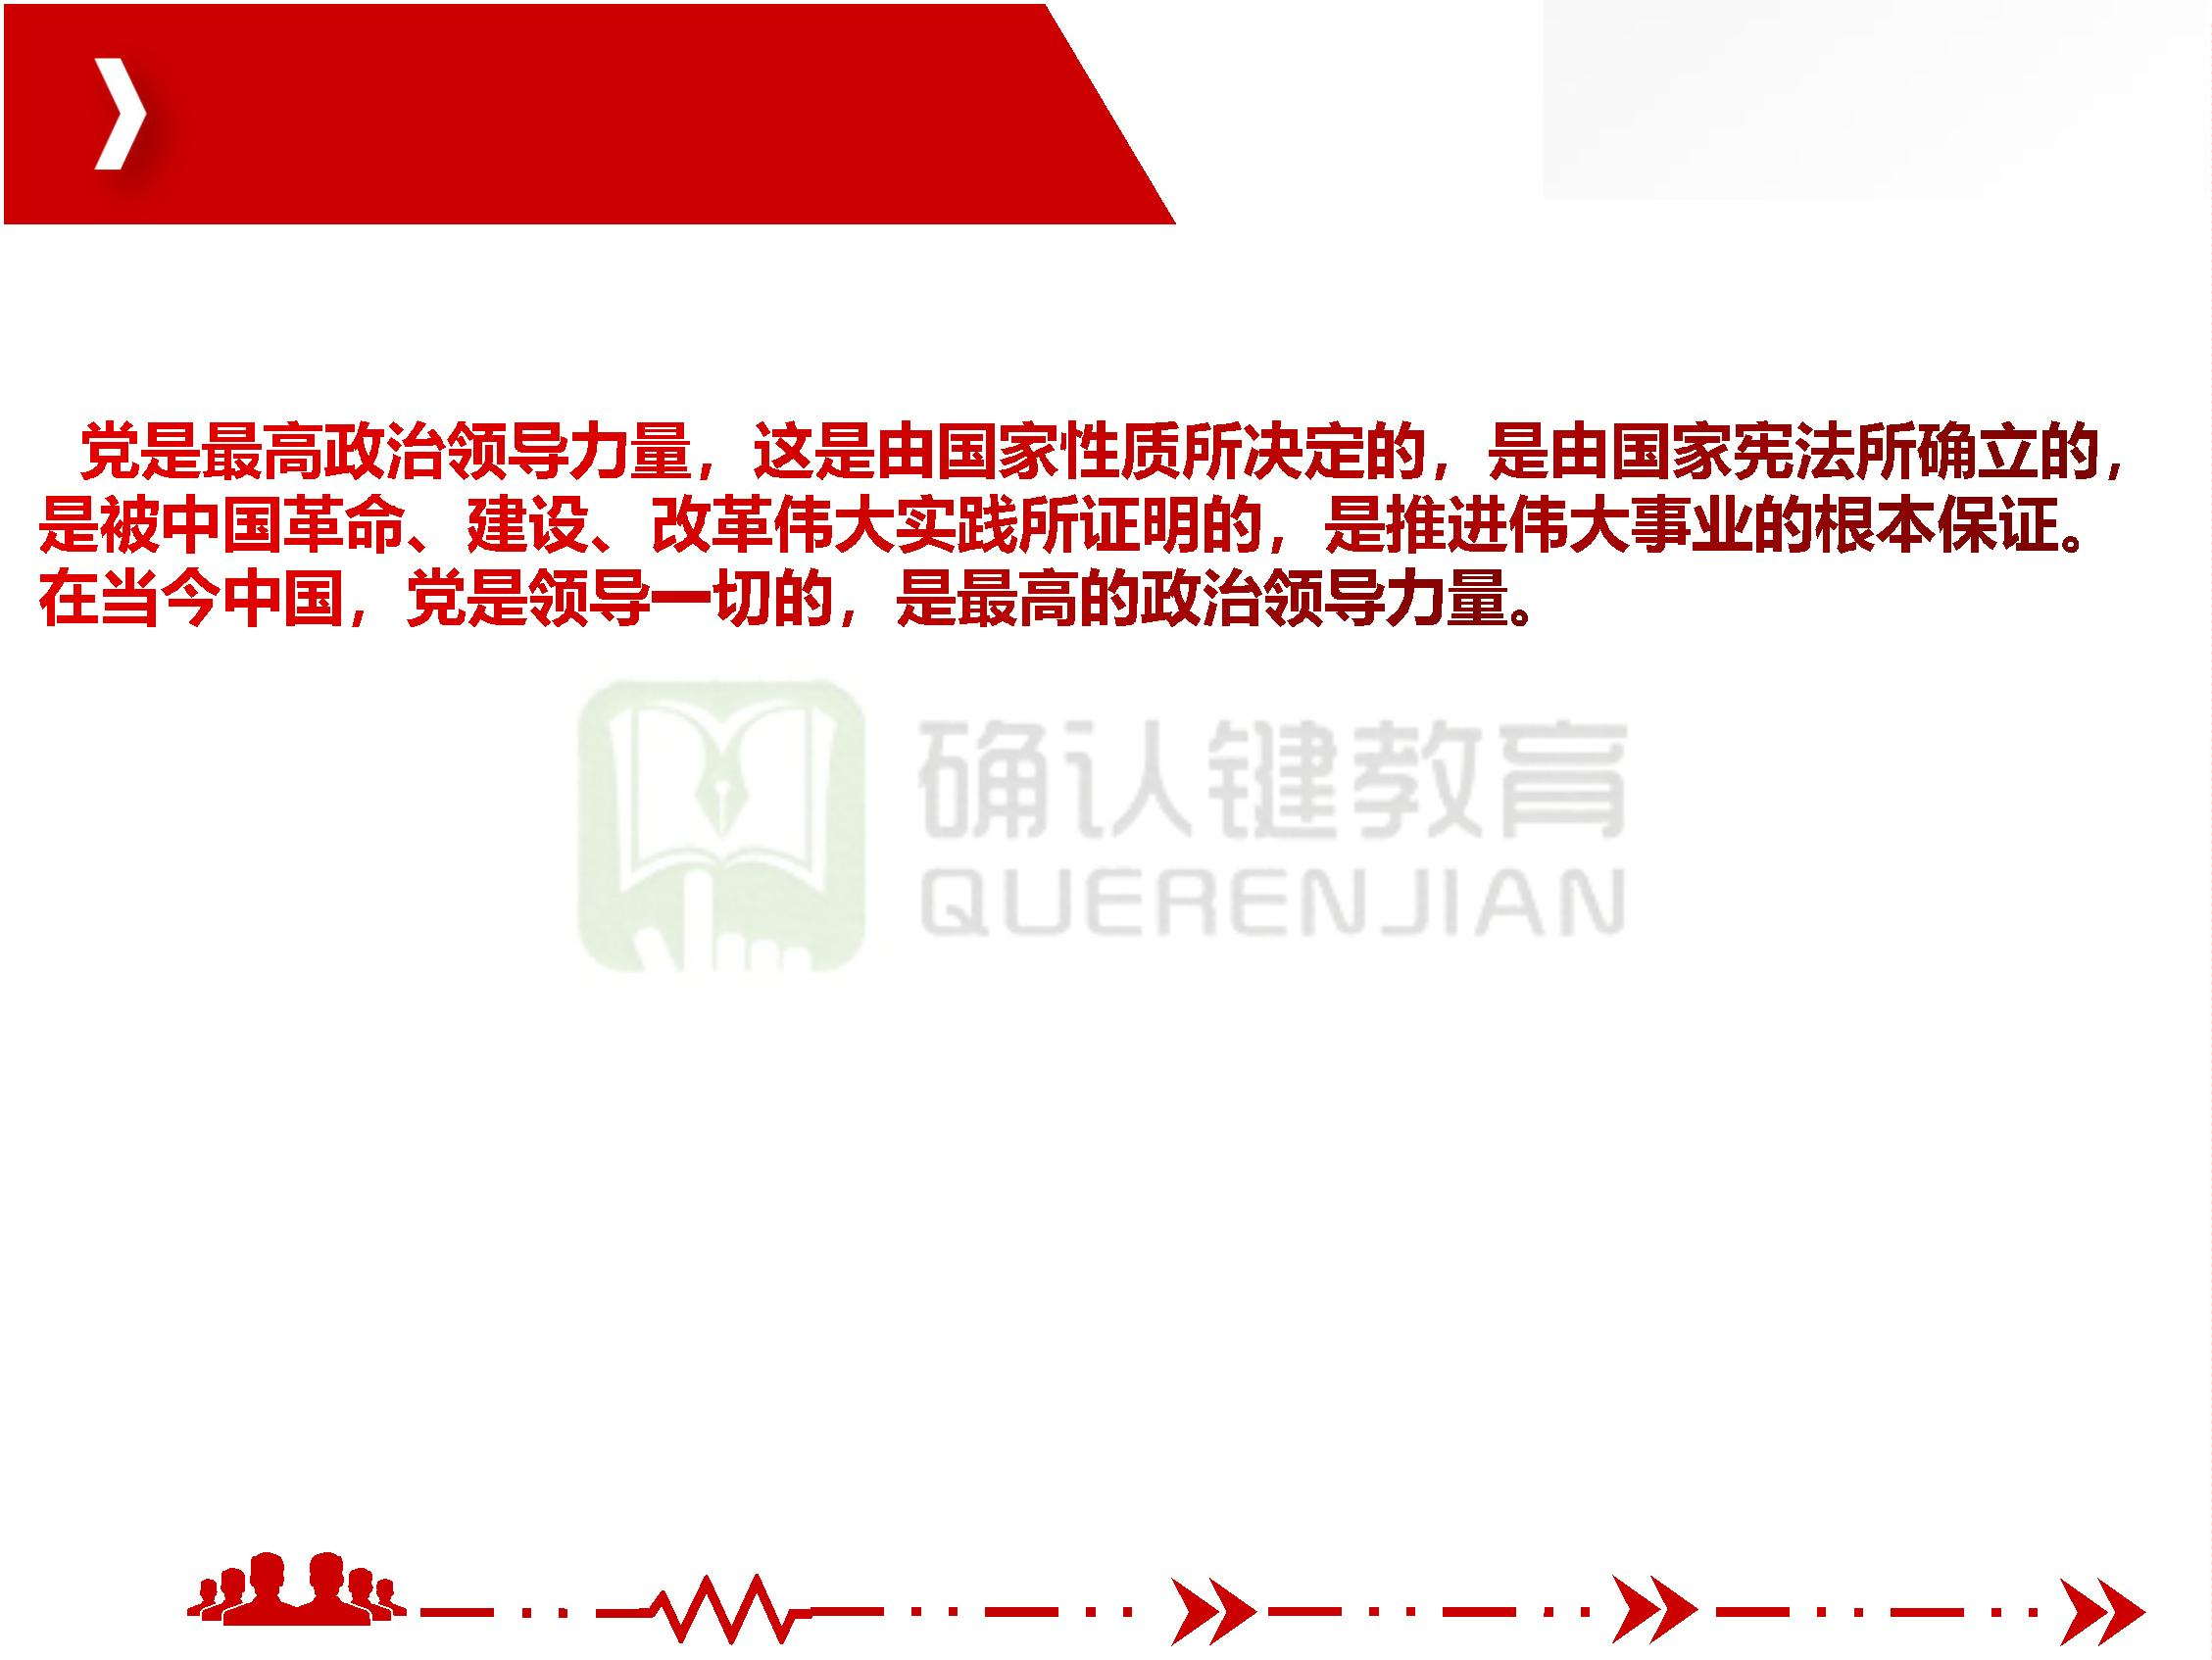 党是最高政治领导力量，这是由国家性质所决定的，是由国家宪法所确立的，
是被中国革命、建设、改革伟大实践所证明的，是推进伟大事业的根本保证。
在当今中国，党是领导一切的，是最高的政治领导力量。
确认键教育
QUERENJIAN